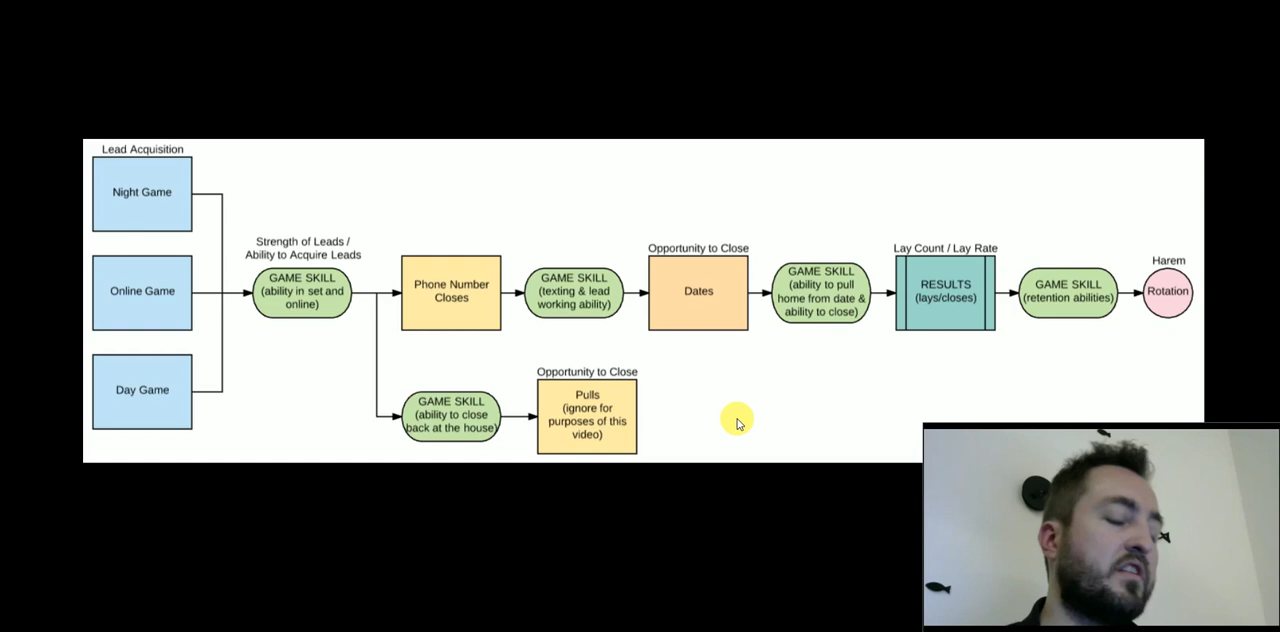 Lead Acquisition
Night Game
Online Game
Day Game
Strength of Leads /
Ability to Acquire Leads
GAME SKILL
(ability in set and
online)
Phone Number
Closes
GAME SKILL
(texting & lead
working ability)
Opportunity to Close
Dates
GAME SKILL
(ability to pull
home from date &
ability to close)
Lay Count / Lay Rate
RESULTS
(lays/closes)
GAME SKILL
(retention abilities)
Harem
Rotation
GAME SKILL
(ability to close
back at the house)
Opportunity to Close
Pulls
(ignore for
purposes of this
video)